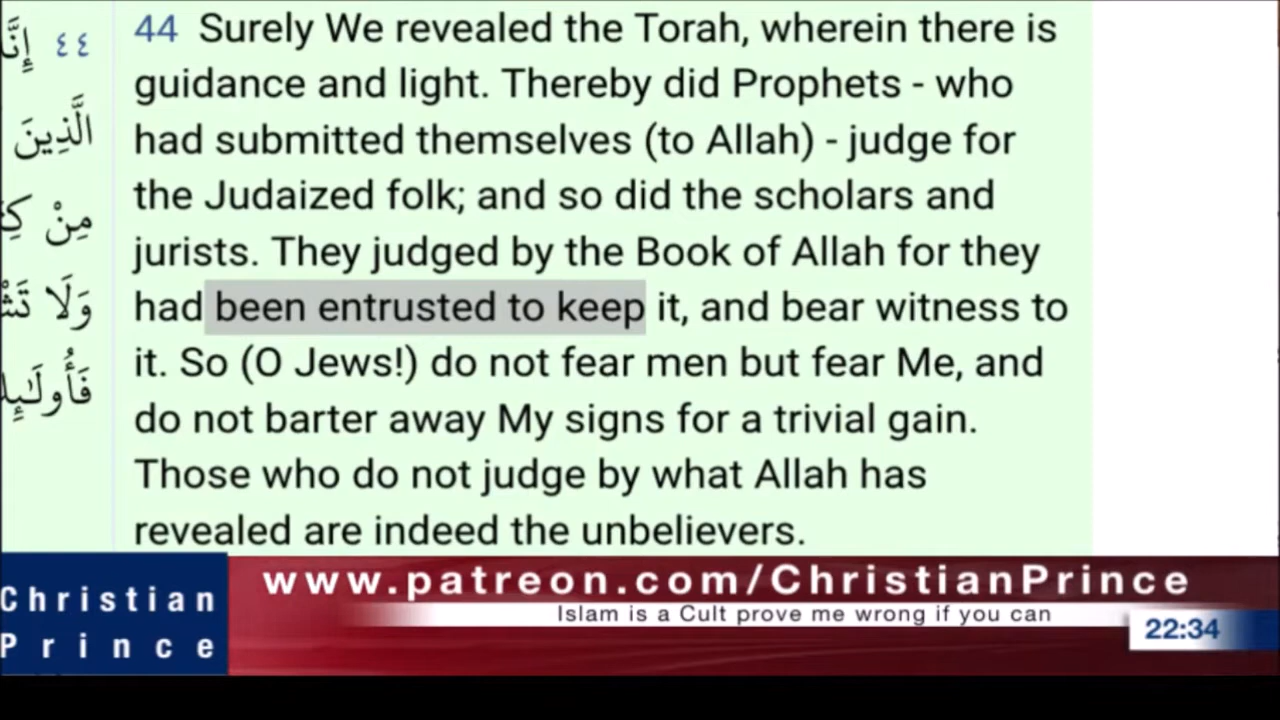 44 Surely We revealed the Torah, wherein there is
guidance and light. Thereby did Prophets - who
had submitted themselves (to Allah) - judge for
the Judaized folk; and so did the scholars and
jurists. They judged by the Book of Allah for they
had been entrusted to keep it, and bear witness to
it. So (O Jews!) do not fear men but fear Me, and
do not barter away My signs for a trivial gain.
Those who do not judge by what Allah has
revealed are indeed the unbelievers.
٤٤ إِنَّا
الَّذِينَ
مِنْ
وَلَا
Christian
Prince
www.patreon.com/ChristianPrince
Islam is a Cult prove me wrong if you can
22:34